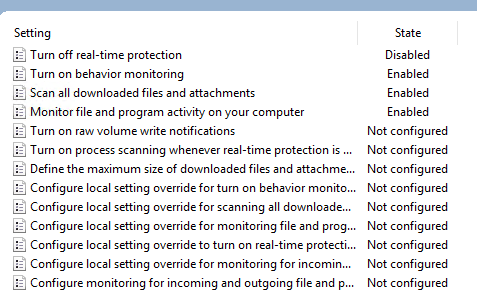 Setting State
Turn off real-time protection Disabled
Turn on behavior monitoring Enabled
Scan all downloaded files and attachments Enabled
Monitor file and program activity on your computer Enabled
Turn on raw volume write notifications Not configured
Turn on process scanning whenever real-time protection is ... Not configured
Define the maximum size of downloaded files and attachme... Not configured
Configure local setting override for turn on behavior monito... Not configured
Configure local setting override for scanning all downloade... Not configured
Configure local setting override for monitoring file and prog... Not configured
Configure local setting override to turn on real-time protecti... Not configured
Configure local setting override for monitoring for incomin... Not configured
Configure monitoring for incoming and outgoing file and p... Not configured